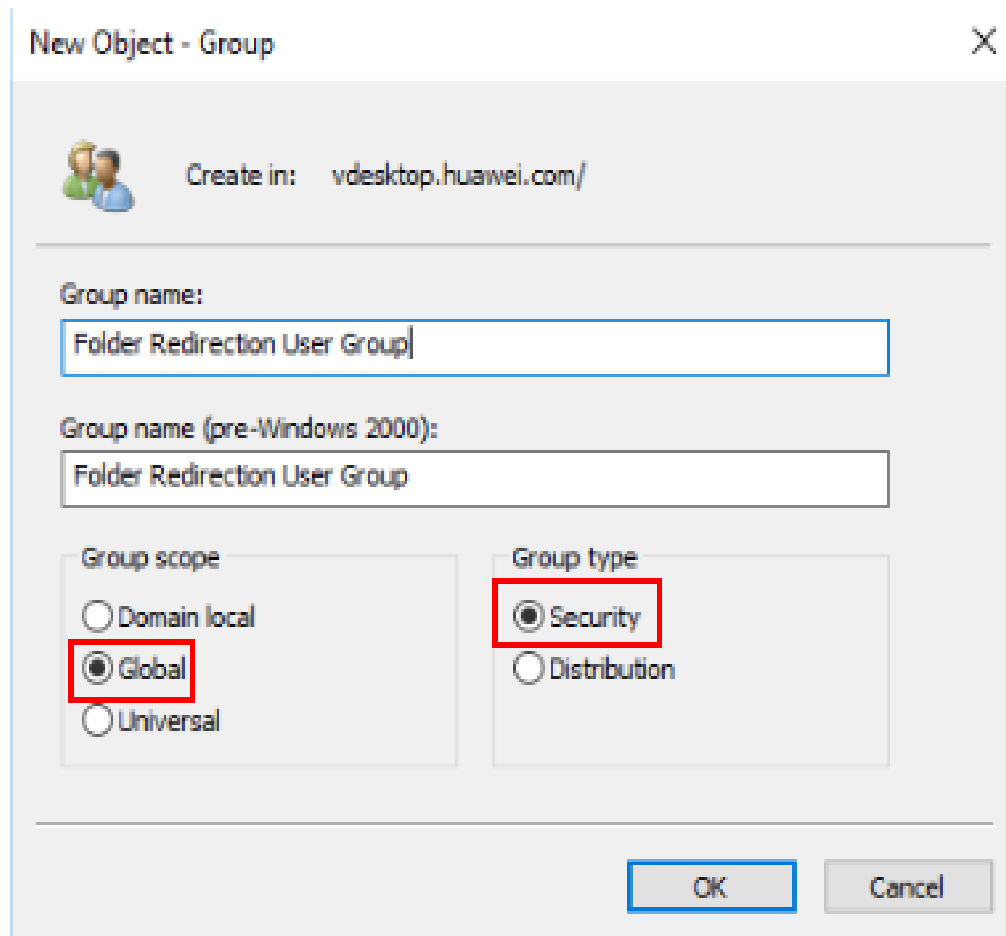 New Object - Group
Create in: vdesktop.huawei.com/
Group name:
Folder Redirection User Group
Group name (pre-Windows 2000):
Folder Redirection User Group
Group scope
Domain local
Global
Universal
Group type
Security
Distribution
OK
Cancel